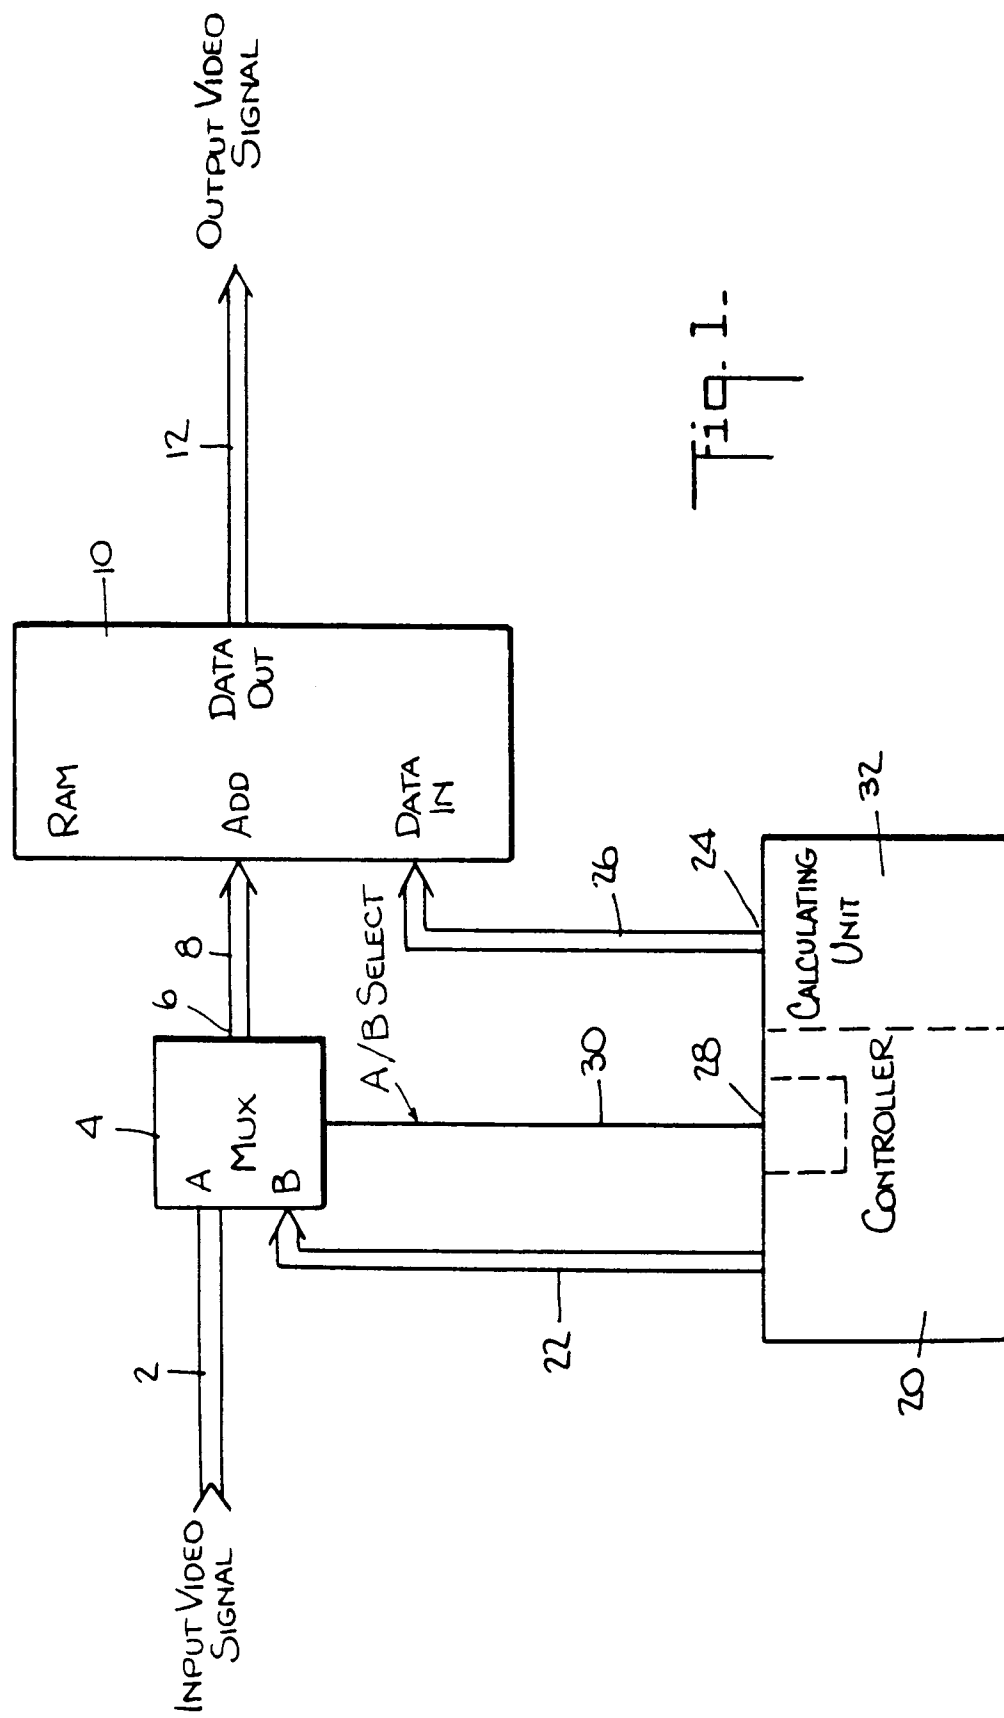 INPUT VIDEO
SIGNAL
2
4
A
MUX
B
6
8
RAM
10
ADD
DATA
OUT
DATA
IN
12
OUTPUT VIDEO
SIGNAL
A/B SELECT
22
30
26
28
24
CONTROLLER
CALCULATING
UNIT
20
32
Fig. 1.